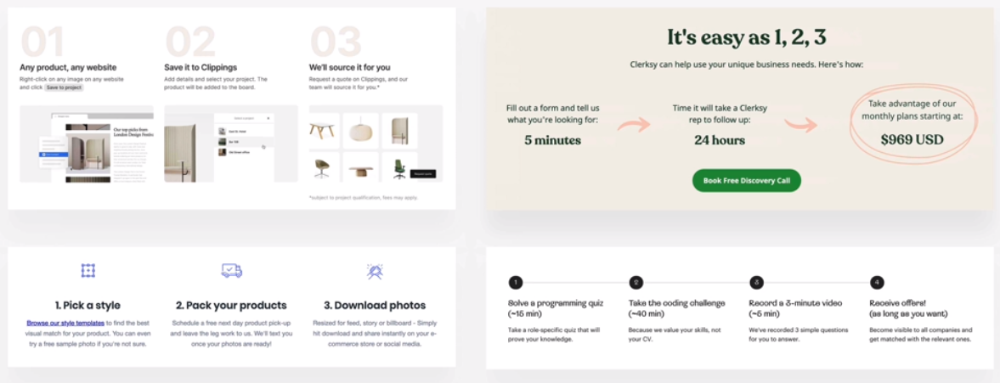 01
Any product, any website
Right-click on any image on any website
and click Save to project
02
Save it to Clippings
Add details and select your project. The
product will be added to the board.
03
We'll source it for you
Request a quote on Clippings, and our
team will source it for you.*
Our top picks from
London Design Festiv
Select a project
Old Street office
Request quote
*subject to project qualification, fees may apply.
It's easy as 1, 2, 3
Clerksy can help use your unique business needs. Here's how:
Fill out a form and tell us
what you're looking for:
5 minutes
Time it will take a Clerksy
rep to follow up:
24 hours
Take advantage of our
monthly plans starting at:
$969 USD
Book Free Discovery Call
1. Pick a style
Browse our style templates to find the best
visual match for your product. You can even
try a free sample photo if you're not sure.
2. Pack your products
Schedule a free next day product pick-up
and leave the leg work to us. We'll text you
once your photos are ready!
3. Download photos
Resized for feed, story or billboard - Simply
hit download and share instantly on your e-
commerce store or social media.
1
Solve a programming quiz
(~15 min)
Take a role-specific quiz that will
prove your knowledge.
2
Take the coding challenge
(~40 min)
Because we value your skills, not
your CV.
3
Record a 3-minute video
(~5 min)
We've recorded 3 simple questions
for you to answer.
4
Receive offers!
(as long as you want)
Become visible to all companies and
get matched with the relevant ones.